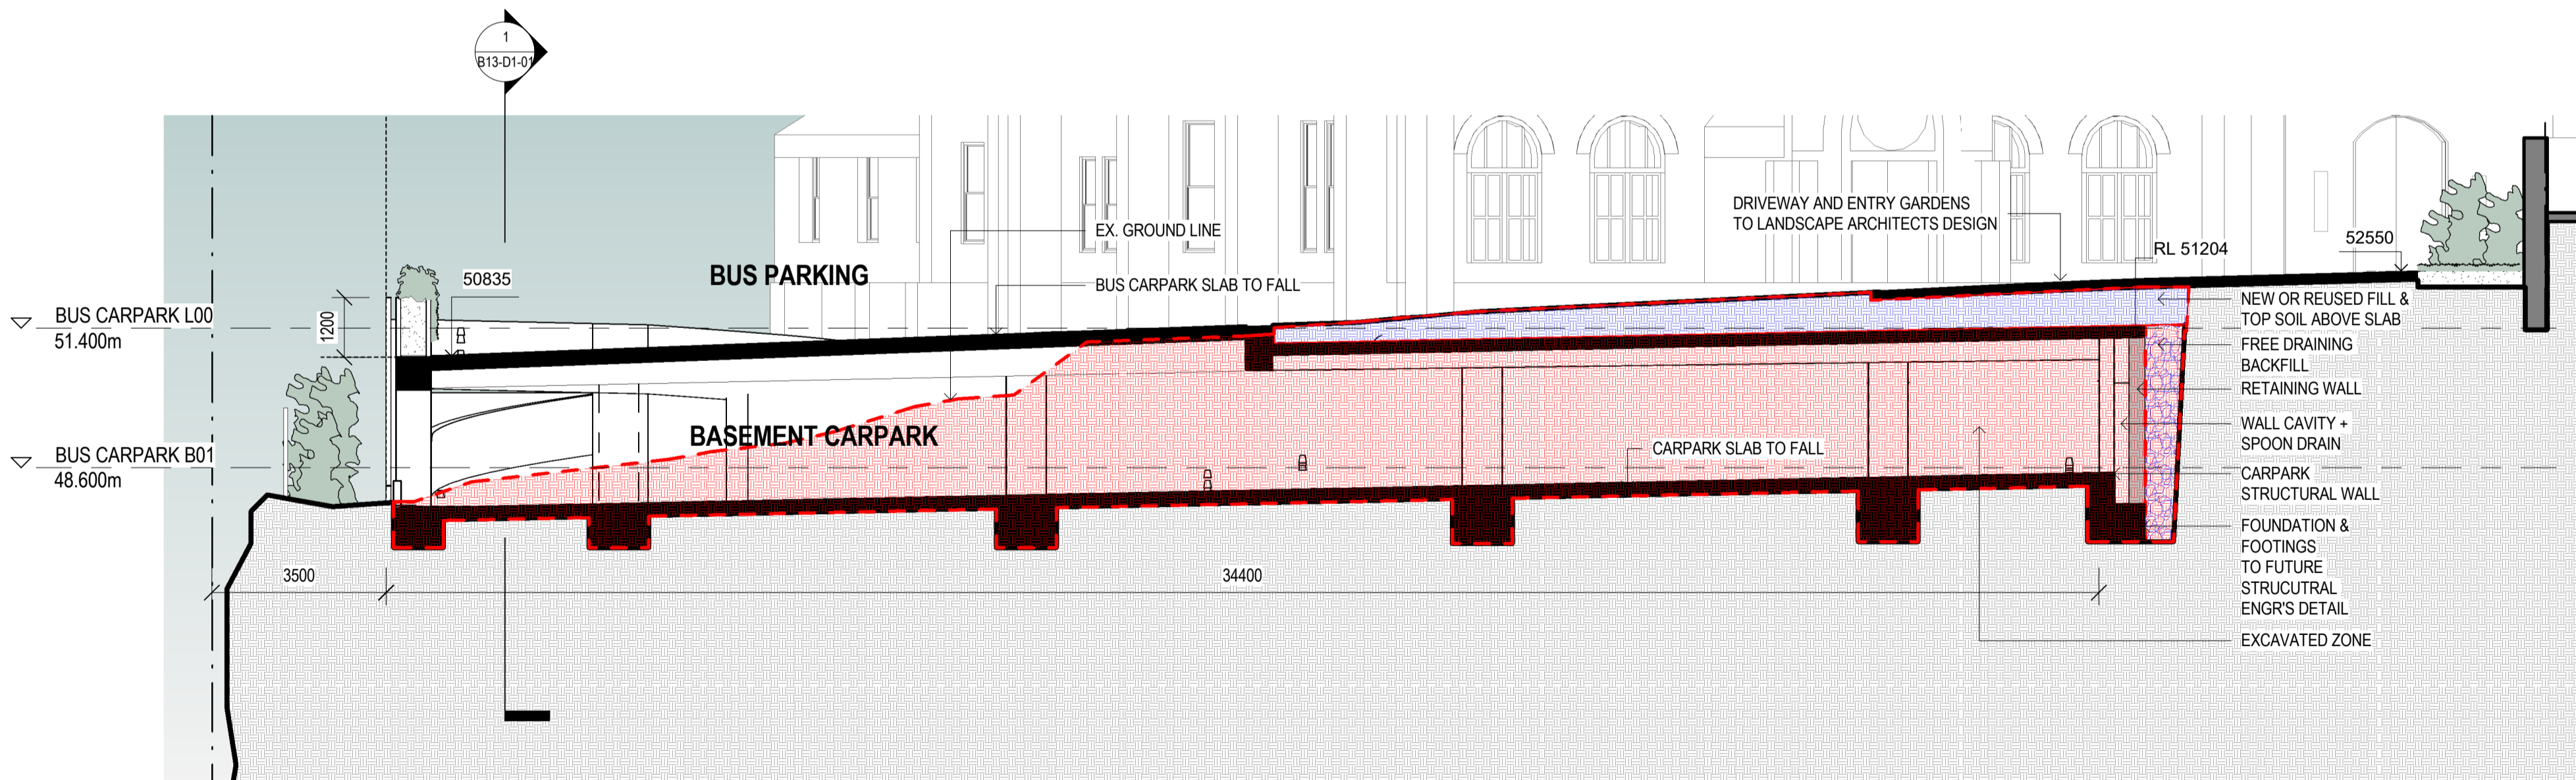 1
B13-D1-01
DRIVEWAY AND ENTRY GARDENS
TO LANDSCAPE ARCHITECTS DESIGN
EX. GROUND LINE
RL 51204
52550
BUS PARKING
50835
BUS CARPARK SLAB TO FALL
BUS CARPARK L00
51.400m
1200
NEW OR REUSED FILL &
TOP SOIL ABOVE SLAB
FREE DRAINING
BACKFILL
RETAINING WALL
WALL CAVITY +
SPOON DRAIN
BASEMENT CARPARK
CARPARK SLAB TO FALL
BUS CARPARK B01
48.600m
CARPARK
STRUCTURAL WALL
FOUNDATION &
FOOTINGS
TO FUTURE
STRUCUTRAL
ENGR'S DETAIL
3500
34400
EXCAVATED ZONE